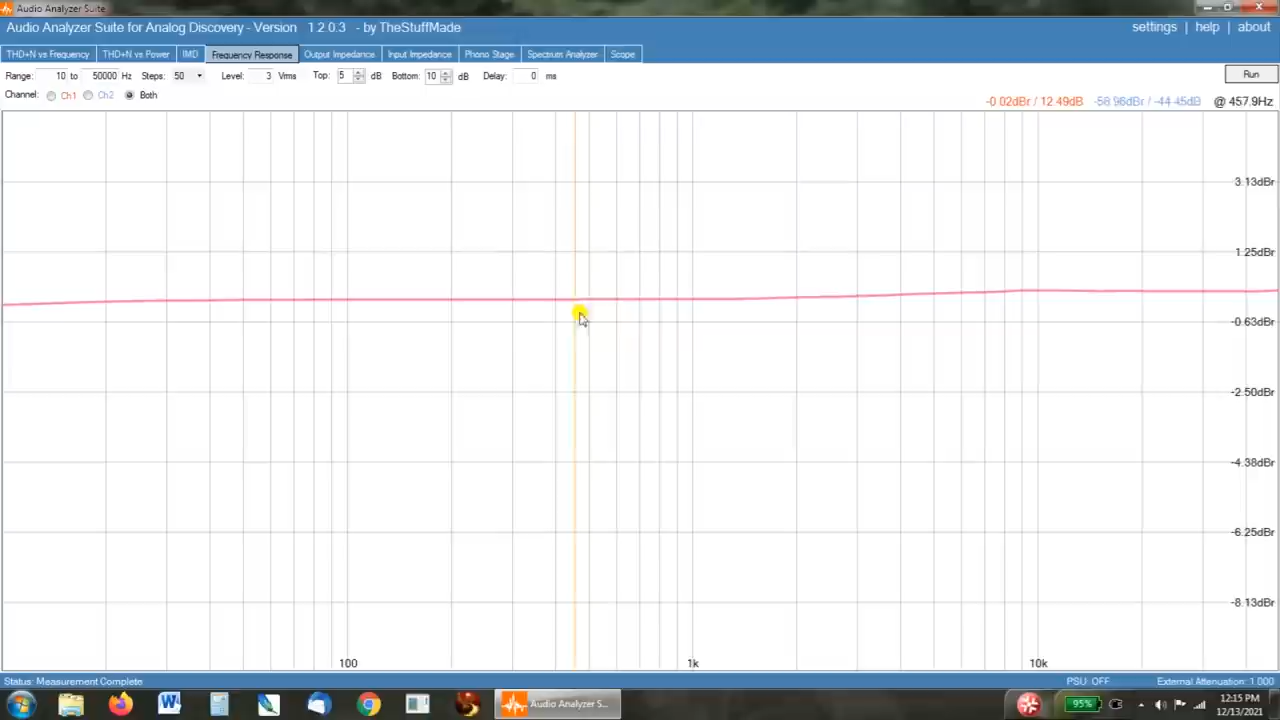 Audio Analyzer Suite
Audio Analyzer Suite for Analog Discovery - Version 1.2.0.3 - by TheStuffMade
settings | help | about
THD+N vs Frequency THD+N vs Power IMD Frequency Response Output Impedance Input Impedance Phono Stage Spectrum Analyzer Scope
Range: 10 to 50000 Hz Steps: 50 Level: 3 Vrms Top: 5 dB Bottom: 10 dB Delay: 0 ms
Run
Channel: Ch1 Ch2 Both
-0.02dBr / 12.49dB -58.96dBr / -44.45dB @ 457.9Hz
3.13dBr
1.25dBr
-0.63dBr
-2.50dBr
-4.38dBr
-6.25dBr
-8.13dBr
100 1k 10k
Status: Measurement Complete
PSU: OFF External Attenuation: 1.000
W
Audio Analyzer S...
95%
12:15 PM
12/13/2021